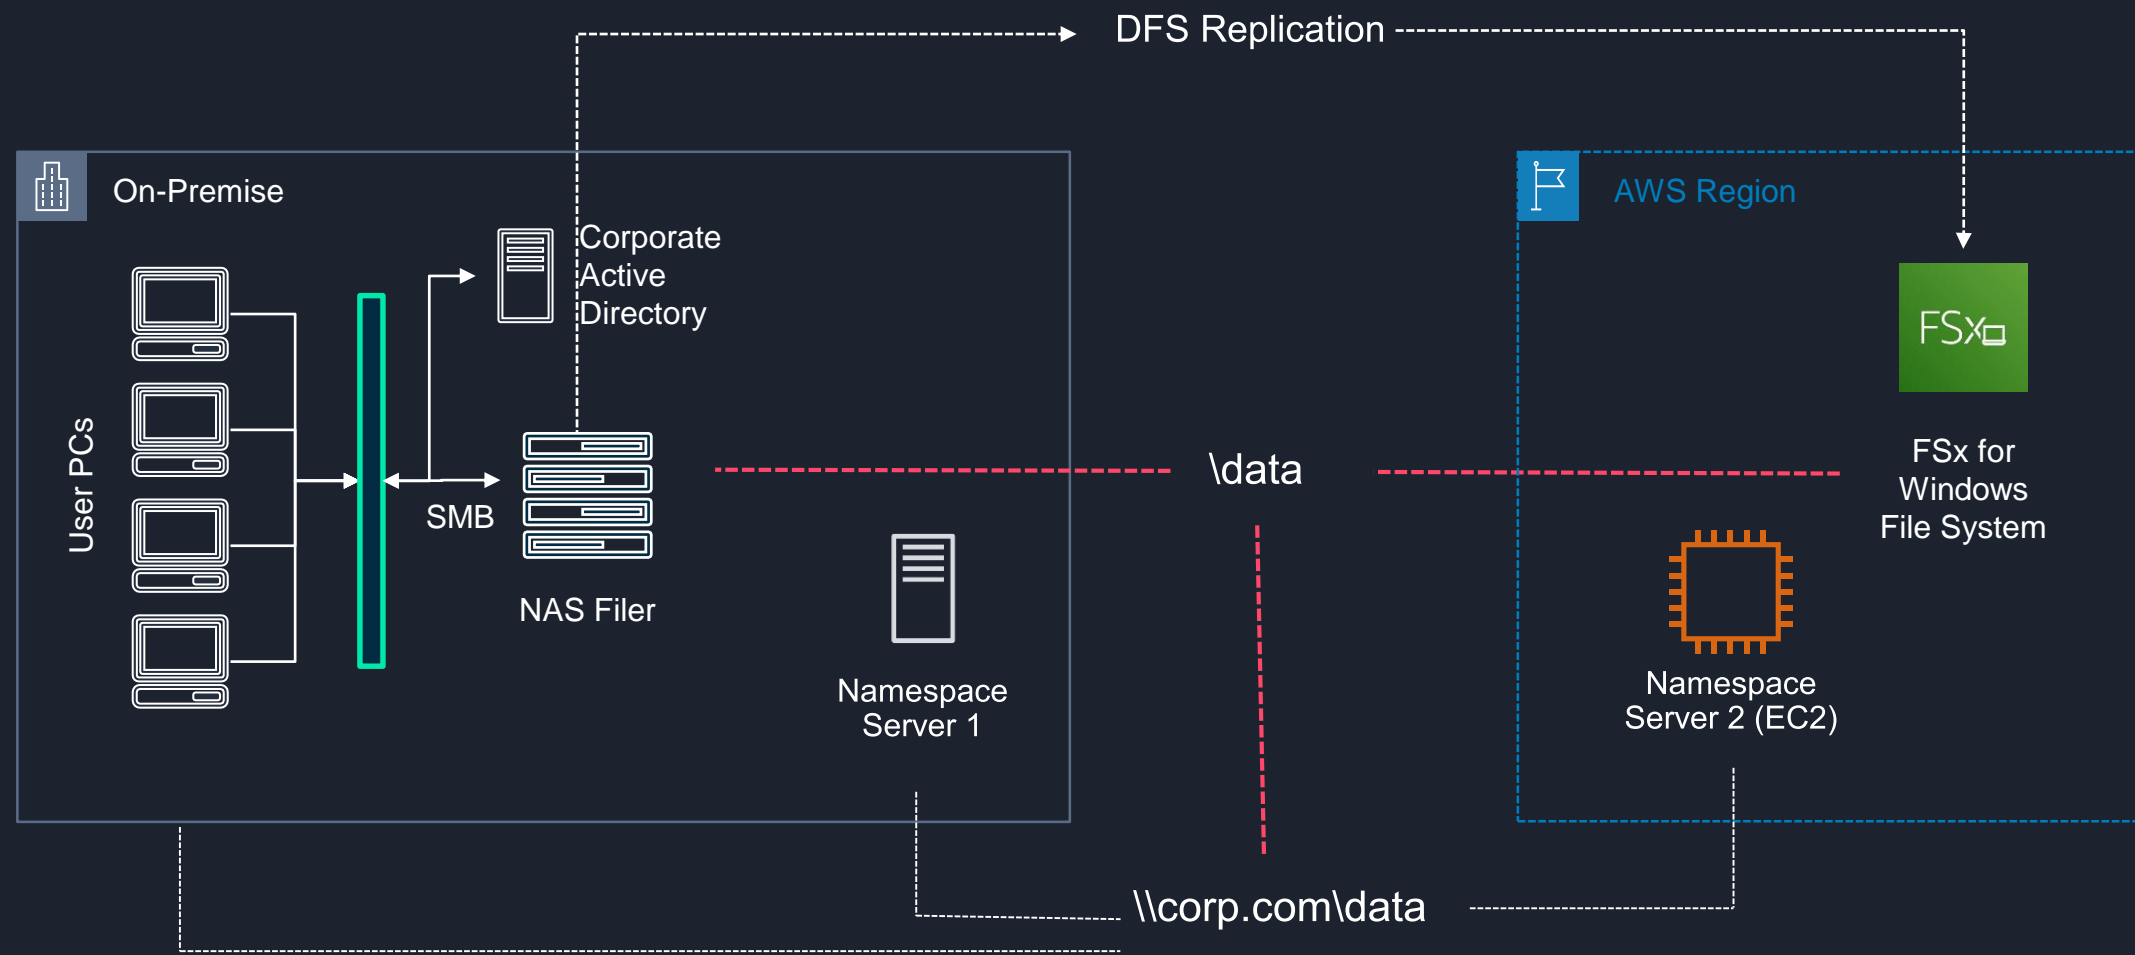 DFS Replication
On-Premise
AWS Region
Corporate
Active
Directory
User PCs
SMB
NAS Filer
Namespace
Server 1
\data
FSx
FSx for
Windows
File System
Namespace
Server 2 (EC2)
\\corp.com\data